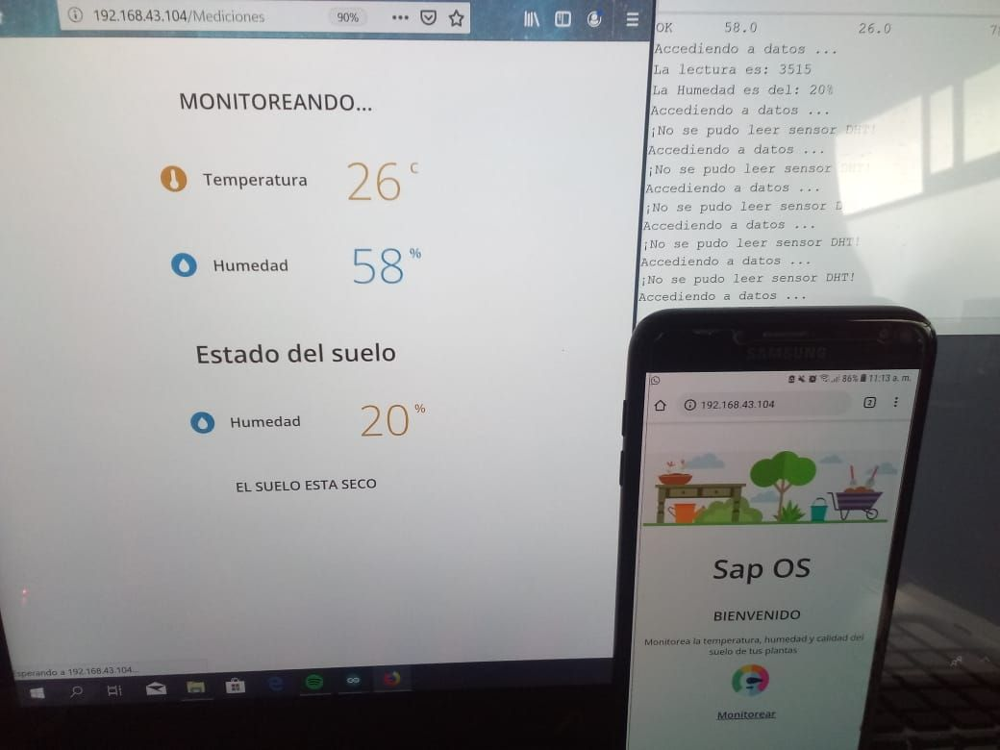 192.168.43.104/Mediciones
90%
MONITOREANDO...
Temperatura 26 C
Humedad 58 %
Estado del suelo
Humedad 20 %
EL SUELO ESTA SECO
Esperando a 192.168.43.104...
OK 58.0 26.0
Accediendo a datos ...
La lectura es: 3515
La Humedad es del: 20%
Accediendo a datos ...
¡No se pudo leer sensor DHT!
Accediendo a datos ...
¡No se pudo leer sensor DHT!
Accediendo a datos ...
¡No se pudo leer sensor D
Accediendo a datos ...
¡No se pudo leer sensor DHT!
Accediendo a datos ...
¡No se pudo leer sensor DHT!
Accediendo a datos ...
SAMSUNG
86% 11:13 a. m.
192.168.43.104
2
Sap OS
BIENVENIDO
Monitorea la temperatura, humedad y calidad del
suelo de tus plantas
Monitorear